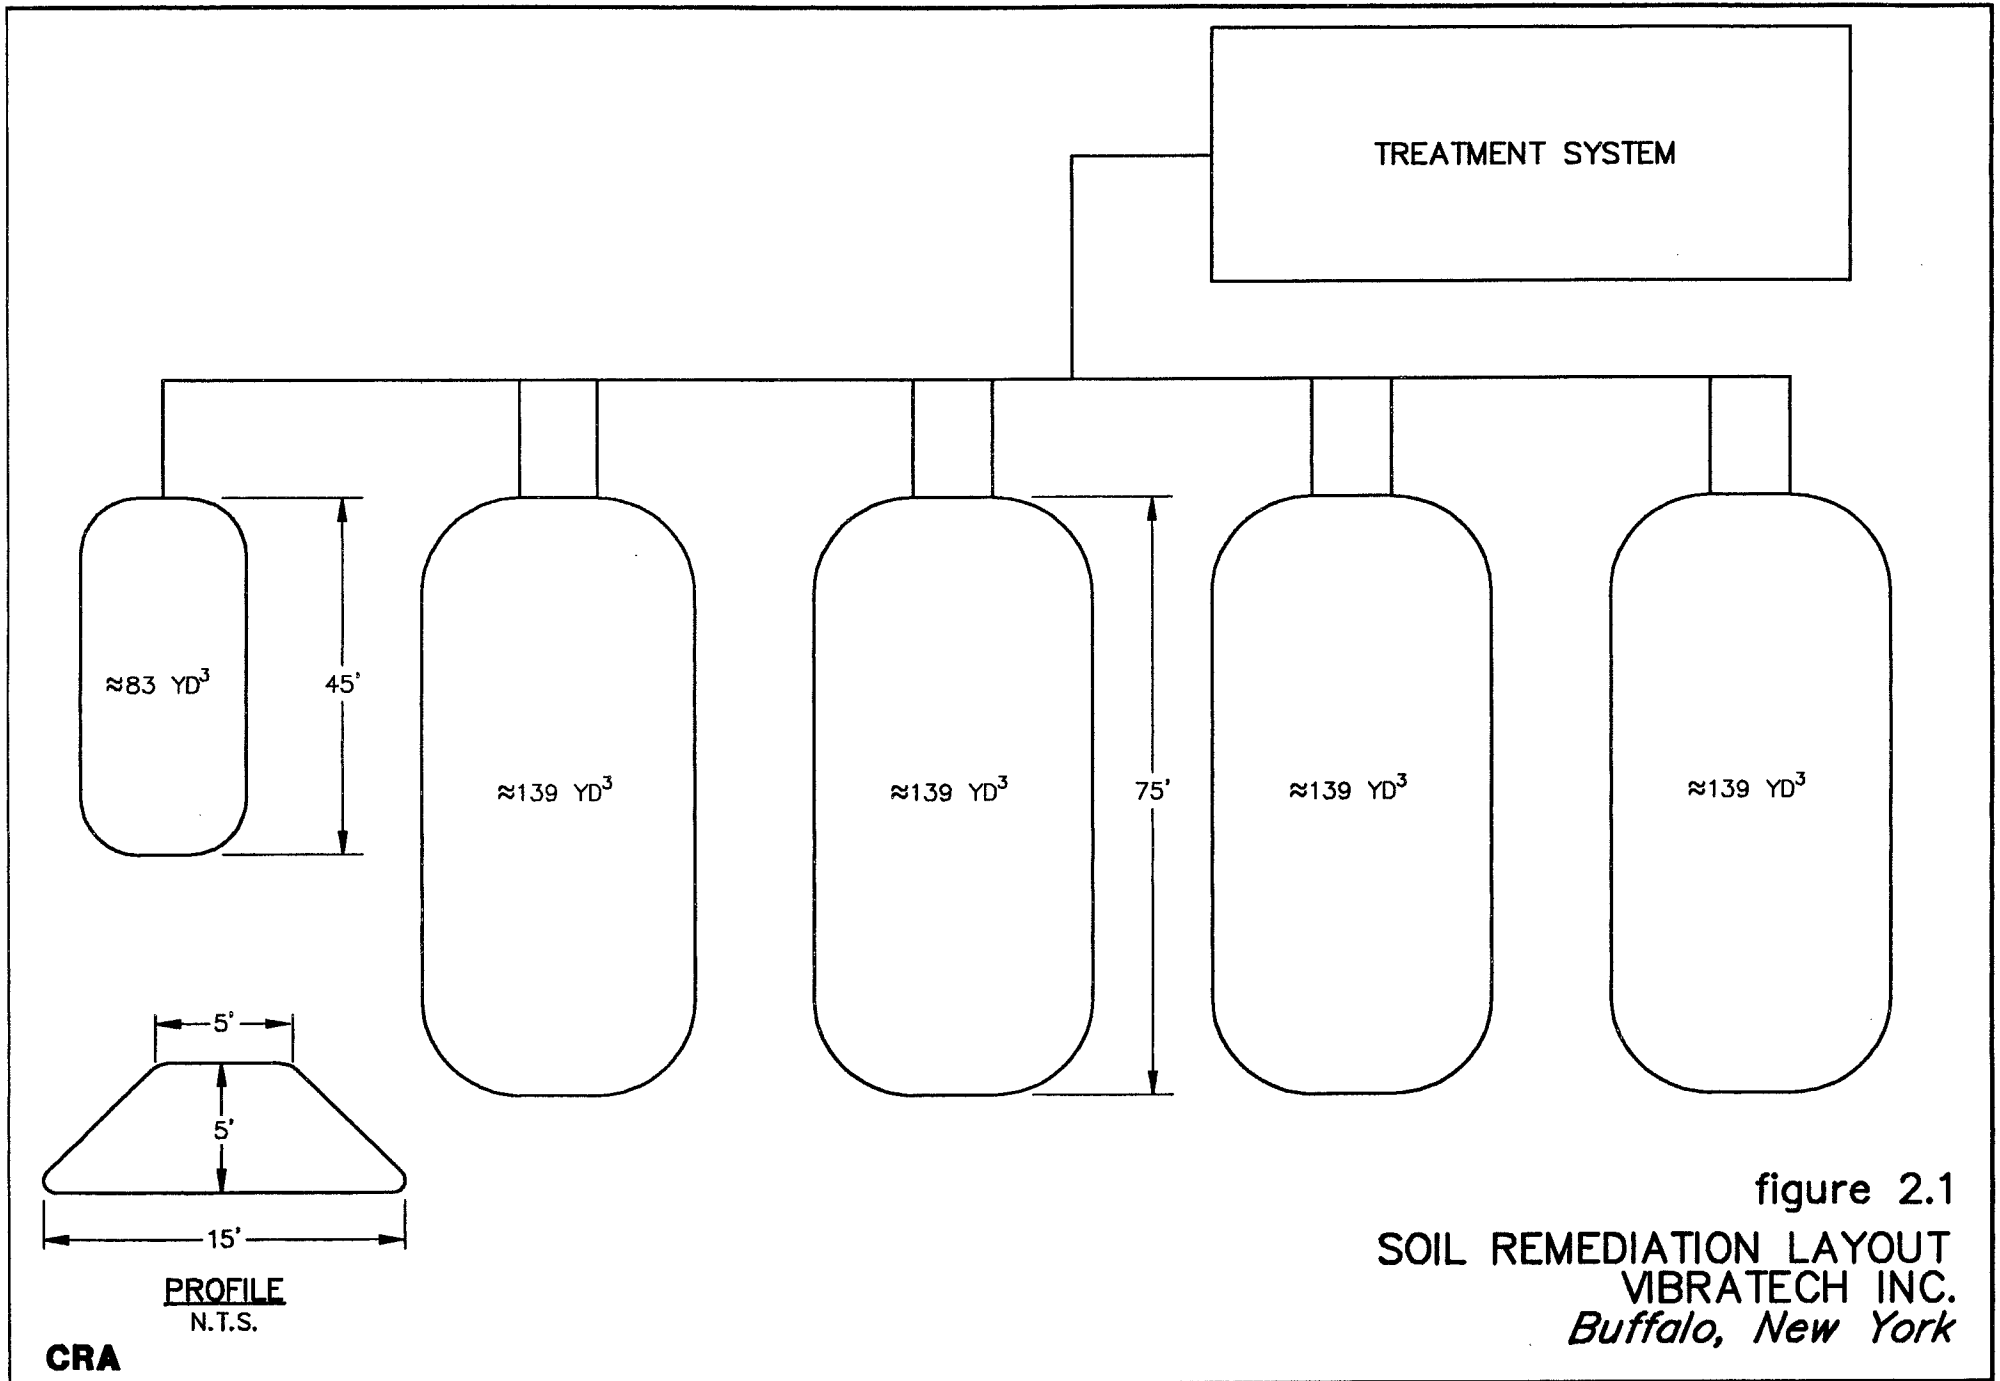 TREATMENT SYSTEM
≈83 YD³
45'
≈139 YD³
≈139 YD³
75'
≈139 YD³
≈139 YD³
5'
5'
15'
PROFILE
N.T.S.
CRA
figure 2.1
SOIL REMEDIATION LAYOUT
VIBRATECH INC.
Buffalo, New York